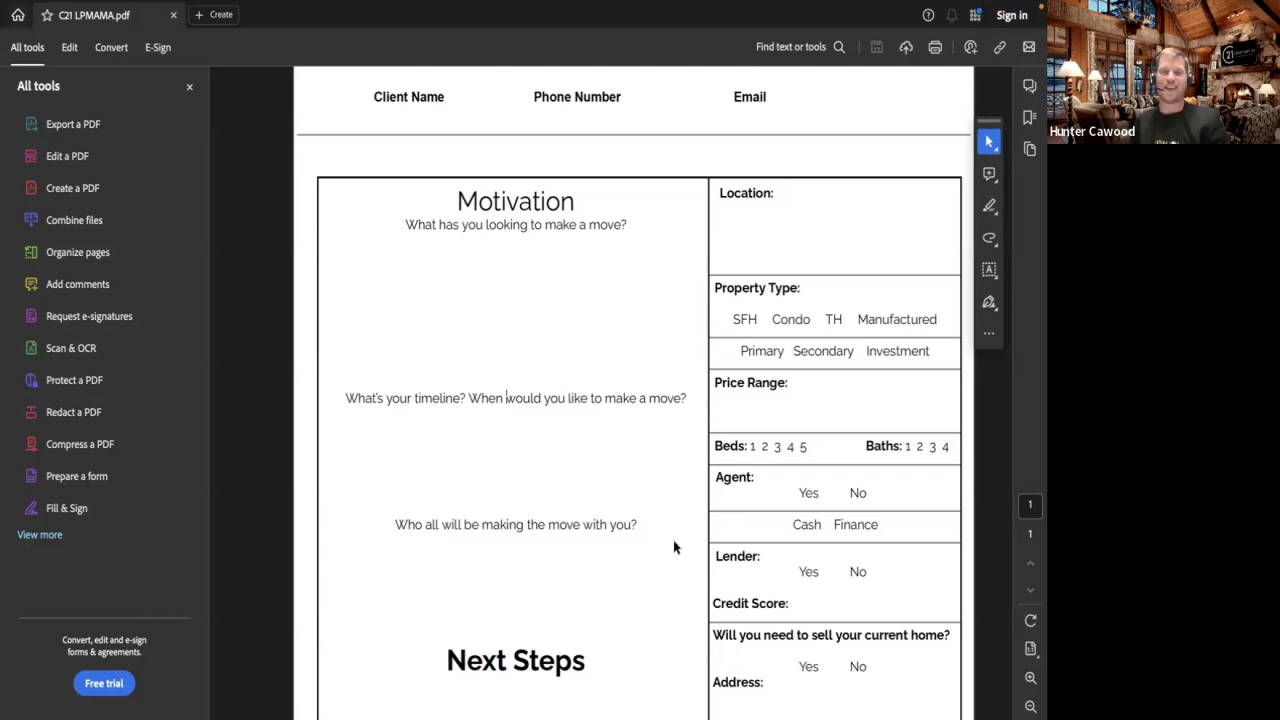 C21 LPMAMA.pdf
Create
Sign in
All tools
Edit
Convert
E-Sign
Find text or tools
All tools
Export a PDF
Edit a PDF
Create a PDF
Combine files
Organize pages
Add comments
Request e-signatures
Scan & OCR
Protect a PDF
Redact a PDF
Compress a PDF
Prepare a form
Fill & Sign
View more
Convert, edit and e-sign
forms & agreements.
Free trial
Client Name Phone Number Email
Motivation
What has you looking to make a move?
What's your timeline? When would you like to make a move?
Who all will be making the move with you?
Next Steps
Location:
Property Type:
SFH Condo TH Manufactured
Primary Secondary Investment
Price Range:
Beds: 1 2 3 4 5 Baths: 1 2 3 4
Agent:
Yes No
Cash Finance
Lender:
Yes No
Credit Score:
Will you need to sell your current home?
Yes No
Address:
1
1
Hunter Cawood